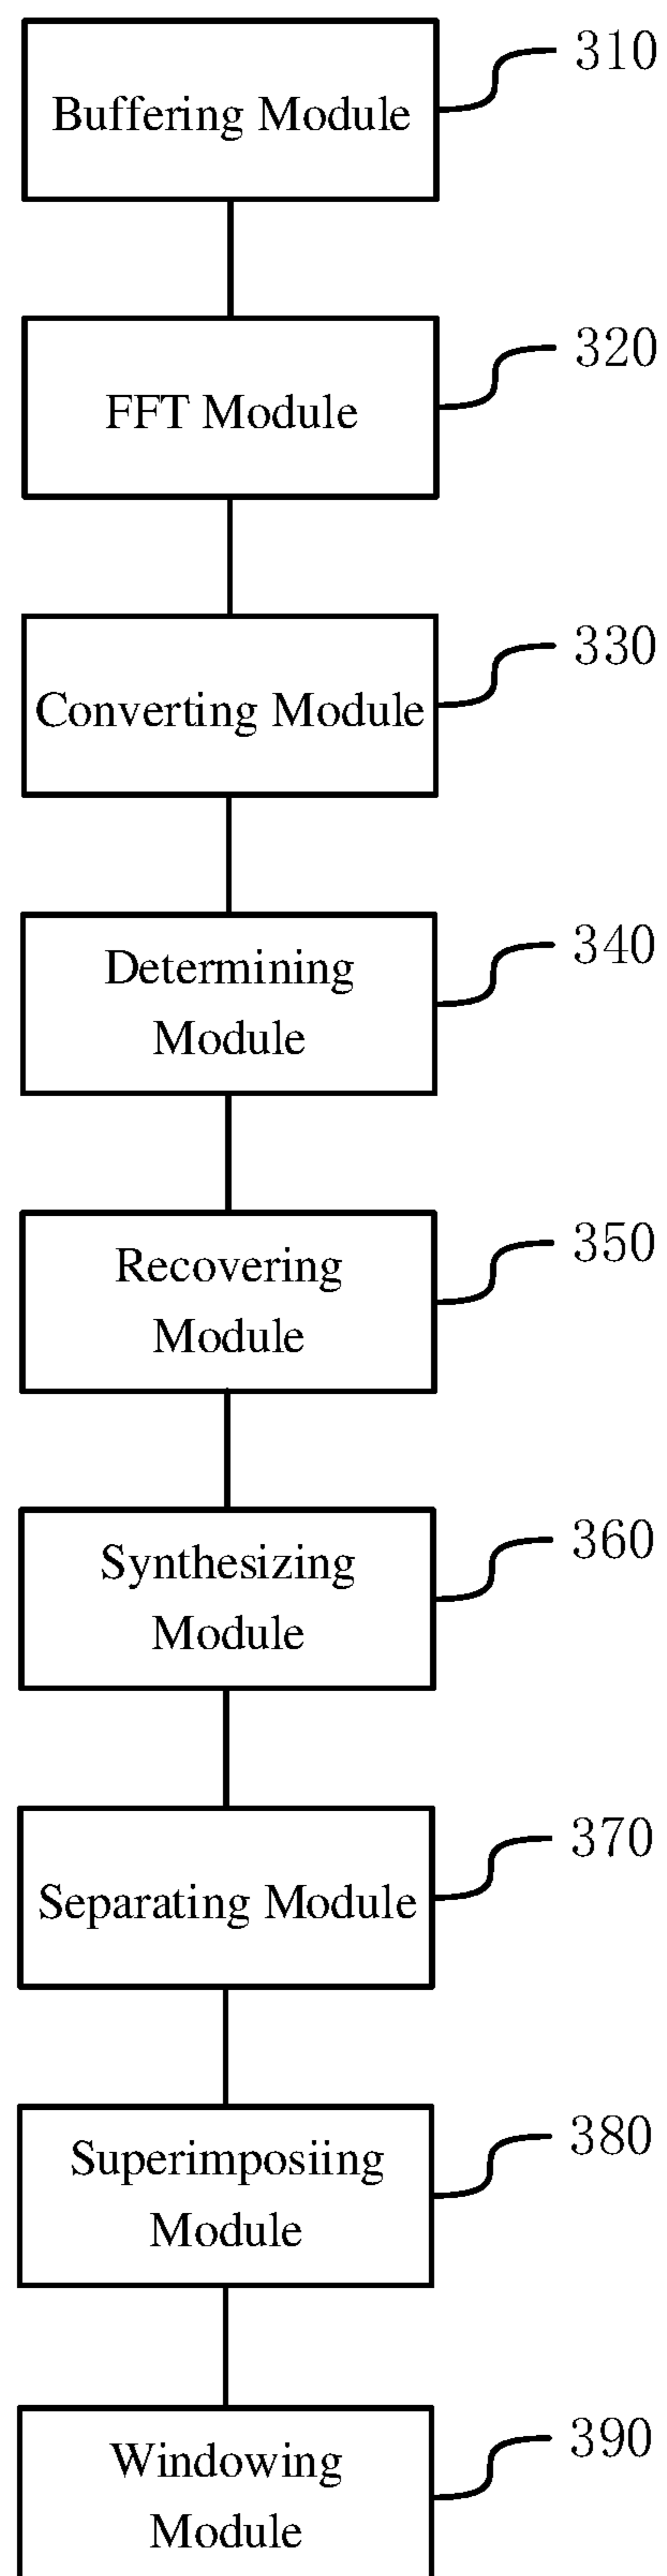 Buffering Module
310
FFT Module
320
Converting Module
330
Determining
Module
340
Recovering
Module
350
Synthesizing
Module
360
Separating Module
370
Superimposiing
Module
380
Windowing
Module
390